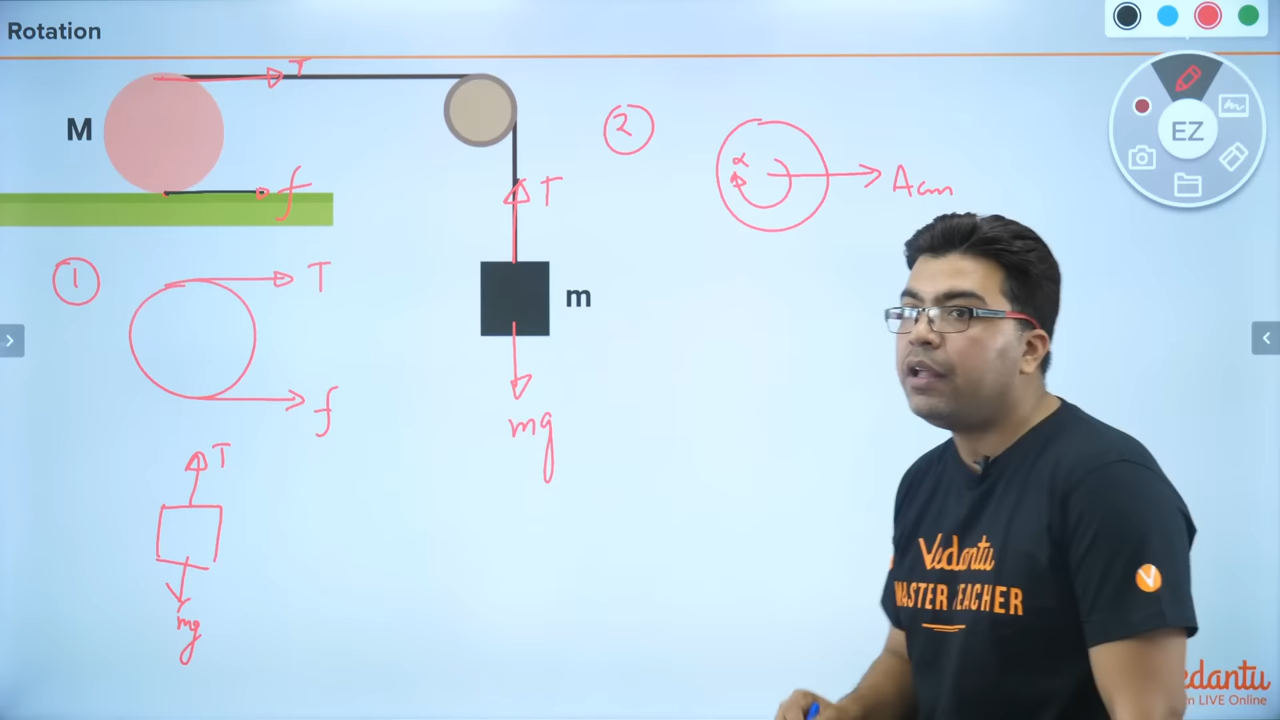 Rotation
EZ
T
M
f
T
m
mg
2
α
Acm
1
T
f
T
mg
Vedantu
MASTER TEACHER
V
edantu
n LIVE Online